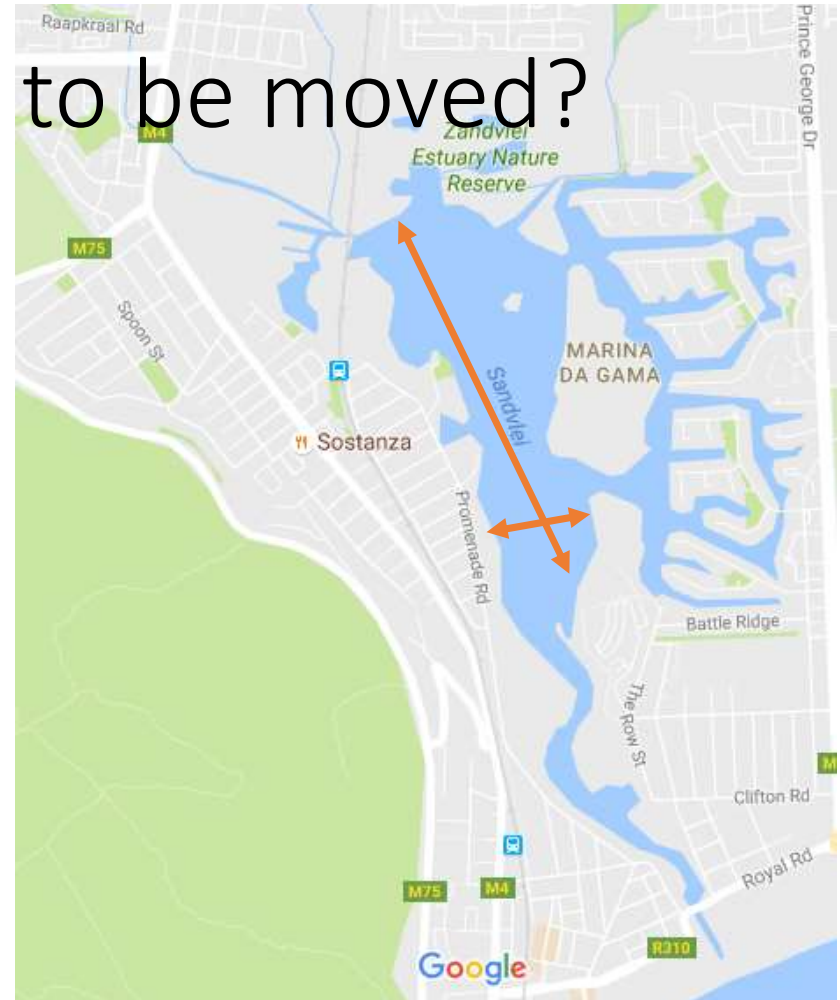 Raapkraal Rd
Prince George Dr
to be moved?
M4
Zandvlei
Estuary Nature
Reserve
M75
Spoon St
MARINA
DA GAMA
Sandvlei
Sostanza
Promenade Rd
Battle Ridge
The Row St
M
Clifton Rd
Royal Rd
M75
M4
R310
Google